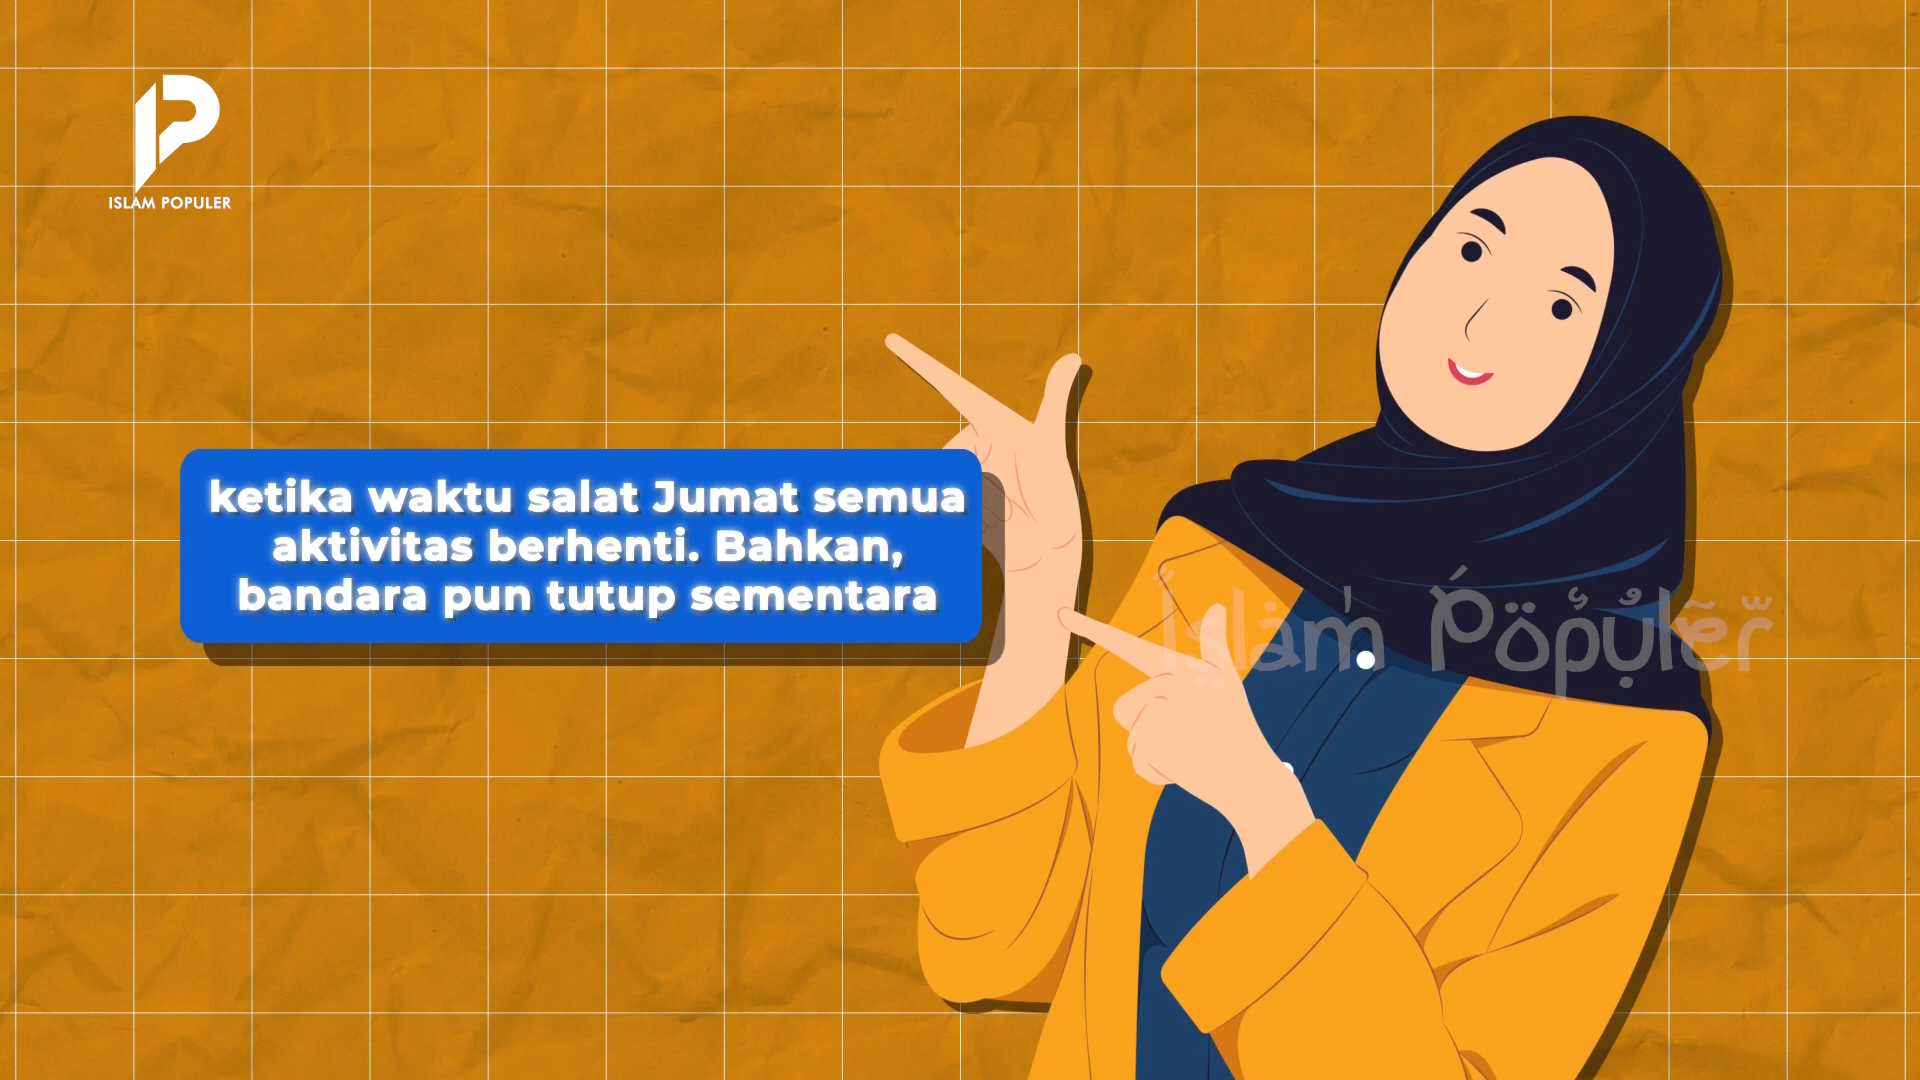 ISLAM POPULER
ketika waktu salat Jumat semua
aktivitas berhenti. Bahkan,
bandara pun tutup sementara
Islam Populer